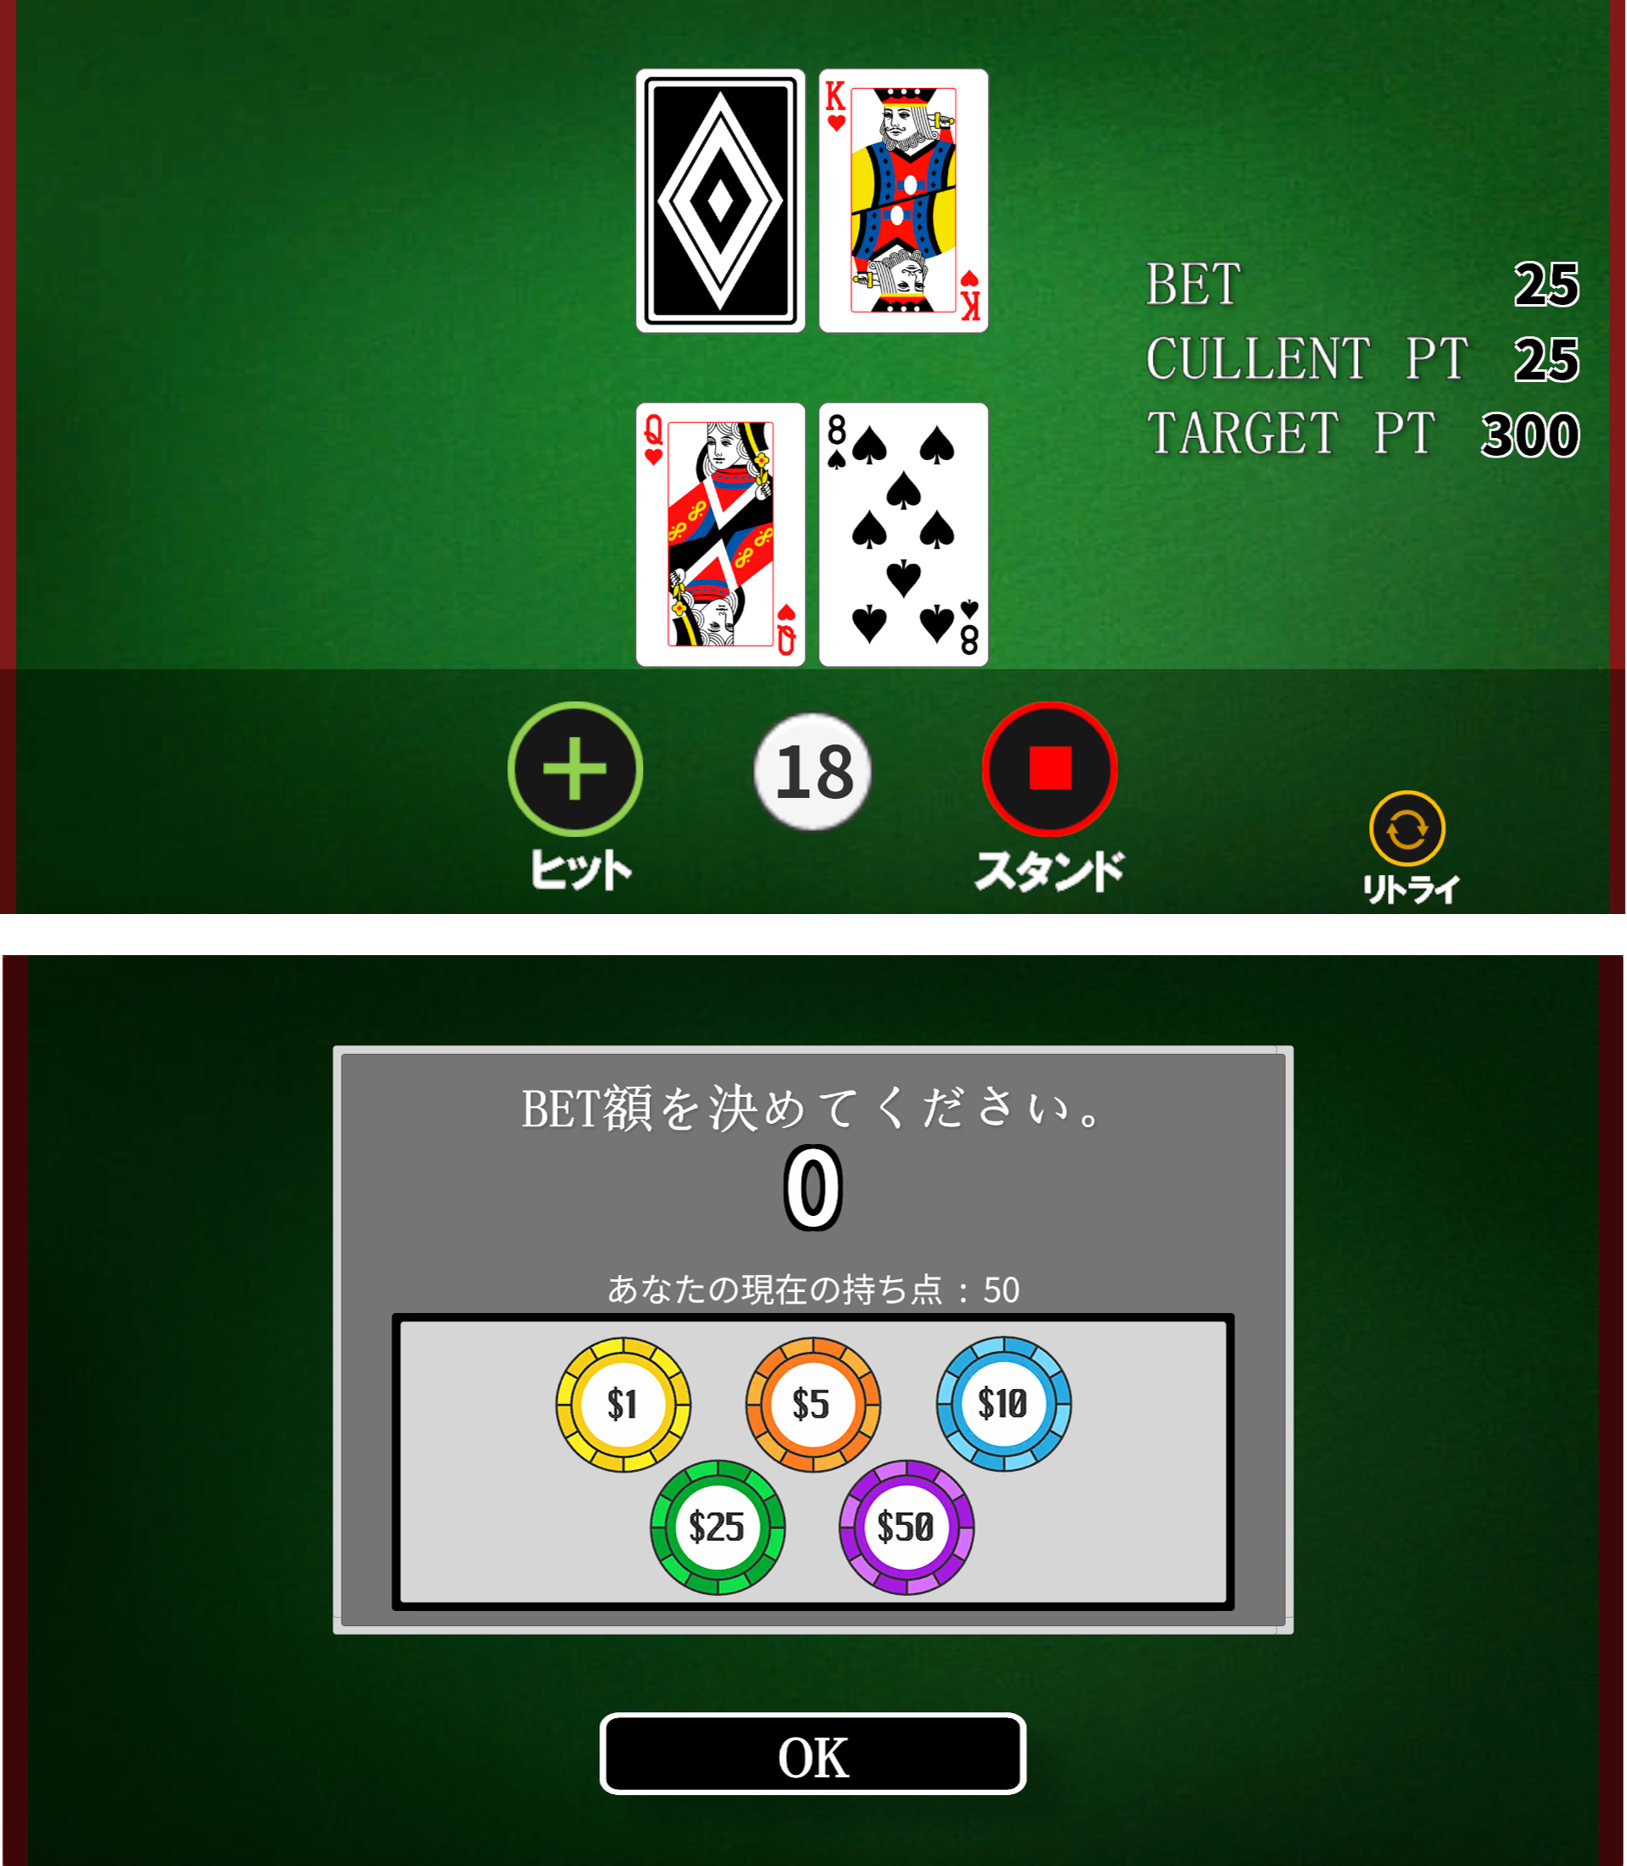 K
K
BET 25
CULLENT PT 25
TARGET PT 300
Q
8
Q
8
18
ヒット
スタンド
リトライ
BET額を決めてください。
0
あなたの現在の持ち点 : 50
$1 $5 $10
$25 $50
OK